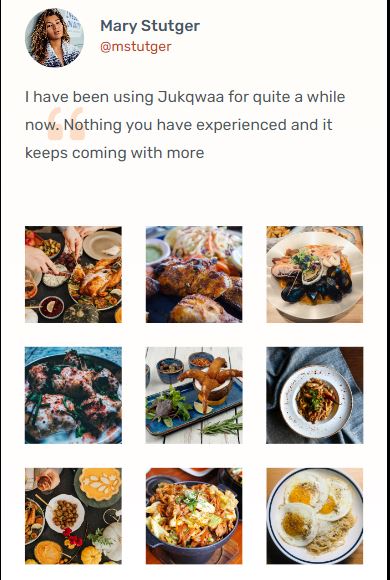 Mary Stutger
@mstutger
I have been using Jukqwaa for quite a while
now. Nothing you have experienced and it
keeps coming with more